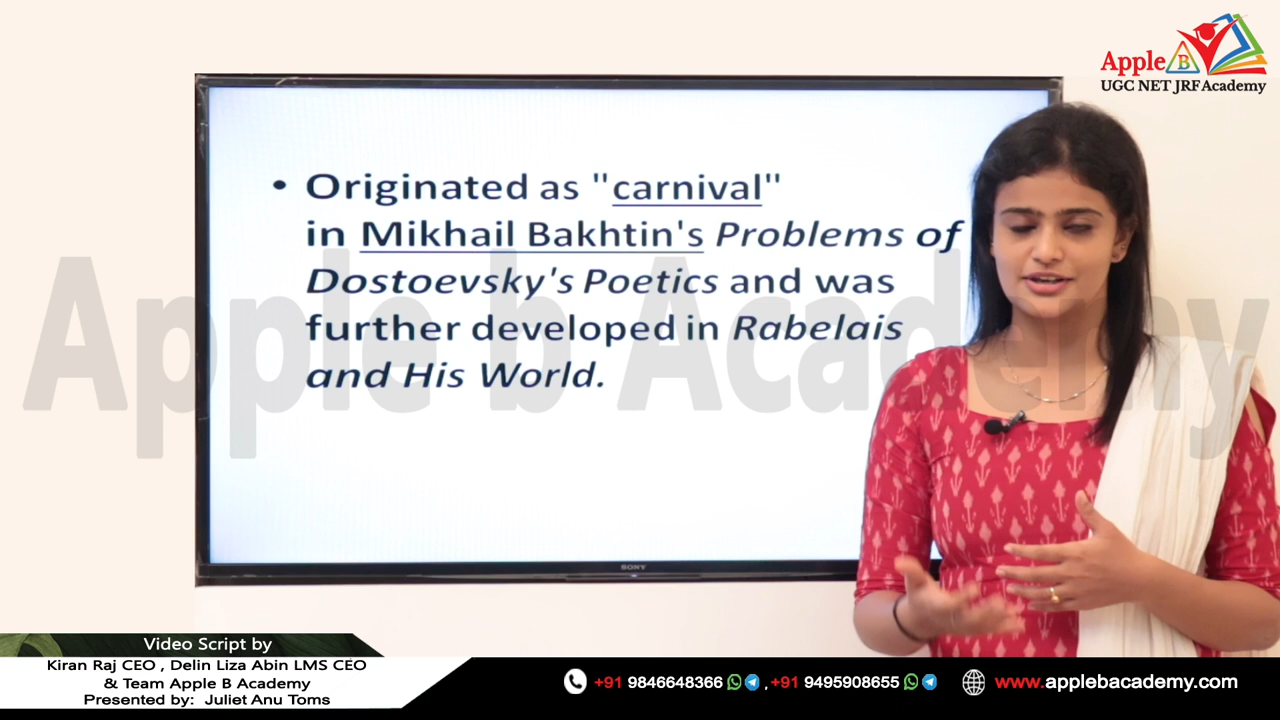 Apple B
UGC NET JRF Academy
• Originated as "carnival"
in Mikhail Bakhtin's Problems of
Dostoevsky's Poetics and was
further developed in Rabelais
and His World.
Apple b Academy
SONY
Video Script by
Kiran Raj CEO , Delin Liza Abin LMS CEO
& Team Apple B Academy
Presented by: Juliet Anu Toms
+91 9846648366 , +91 9495908655 www.applebacademy.com